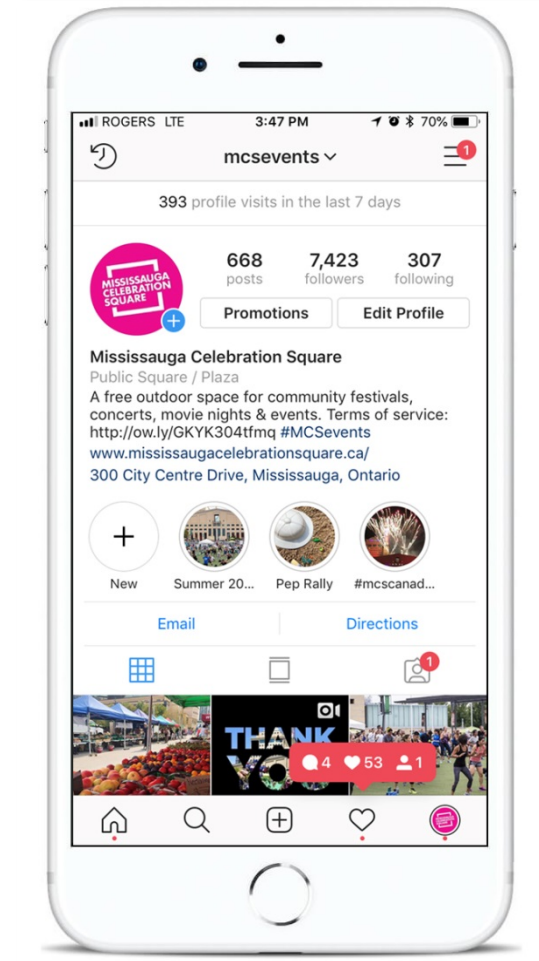 ROGERS LTE 3:47 PM 70%
mcsevents
1
393 profile visits in the last 7 days
MISSISSAUGA
CELEBRATION
SQUARE
668 7,423 307
posts followers following
Promotions Edit Profile
Mississauga Celebration Square
Public Square / Plaza
A free outdoor space for community festivals,
concerts, movie nights & events. Terms of service:
http://ow.ly/GKYK304tfmq #MCSevents
www.mississaugacelebrationsquare.ca/
300 City Centre Drive, Mississauga, Ontario
New Summer 20... Pep Rally #mcscanad...
Email Directions
1
THANK
YOU
4 53 1